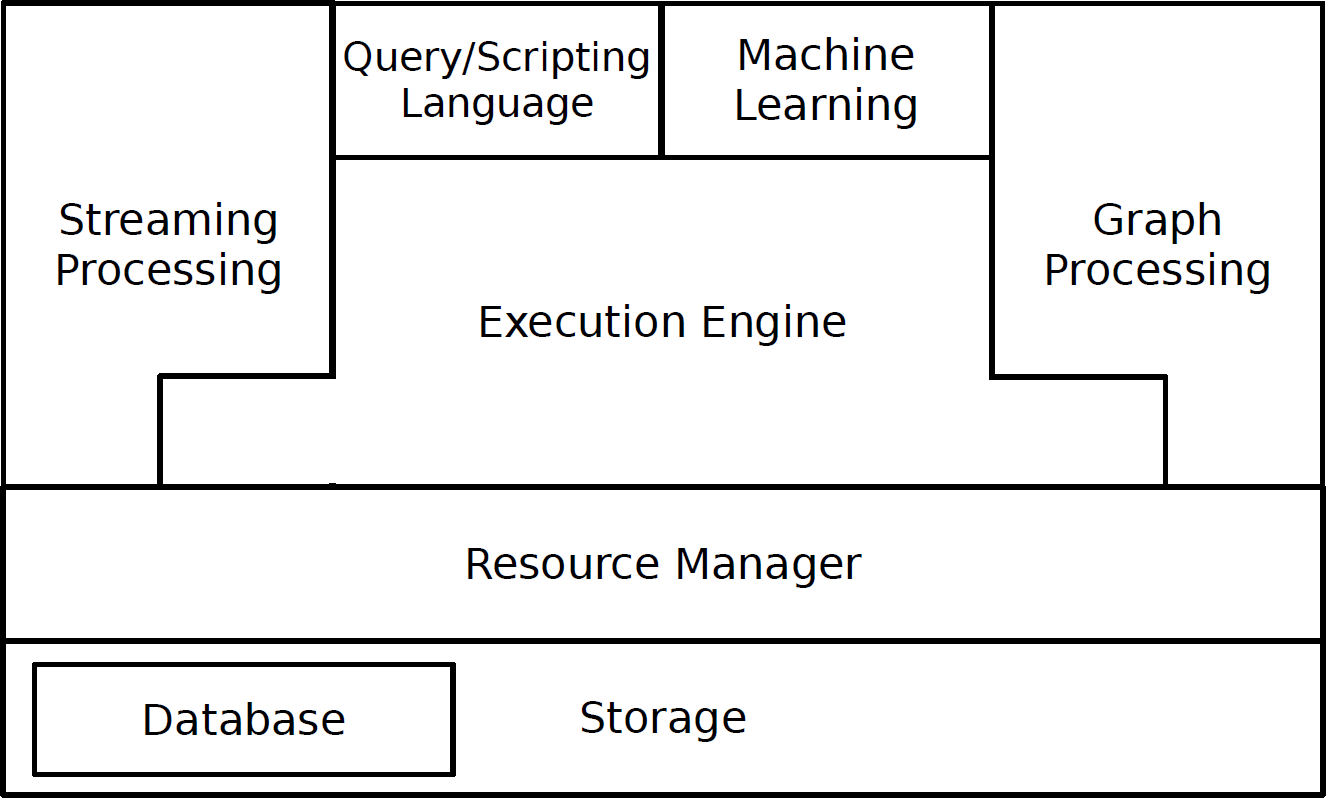 Query/Scripting
Language
Machine
Learning
Streaming
Processing
Graph
Processing
Execution Engine
Resource Manager
Database
Storage